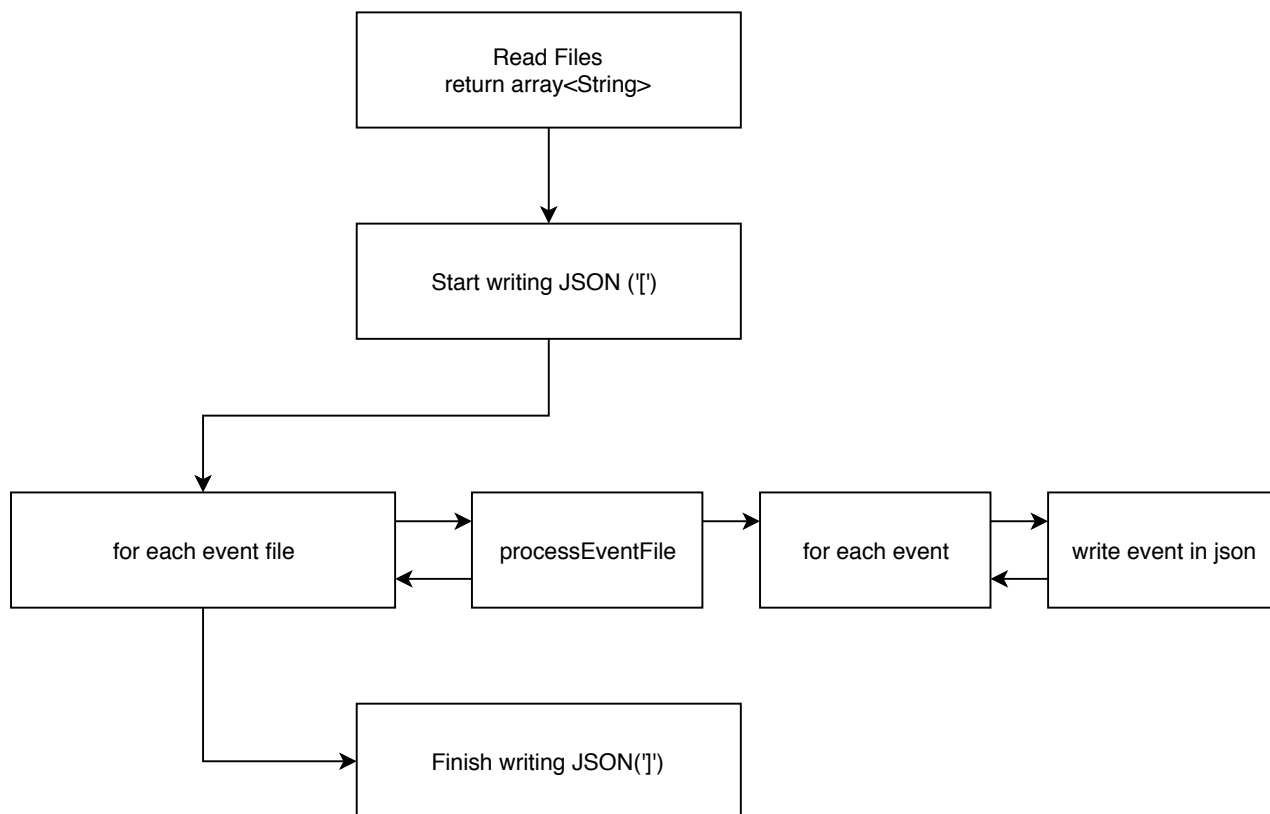 Read Files
return array<String>
Start writing JSON ('[')
for each event file
processEventFile
for each event
write event in json
Finish writing JSON(']')